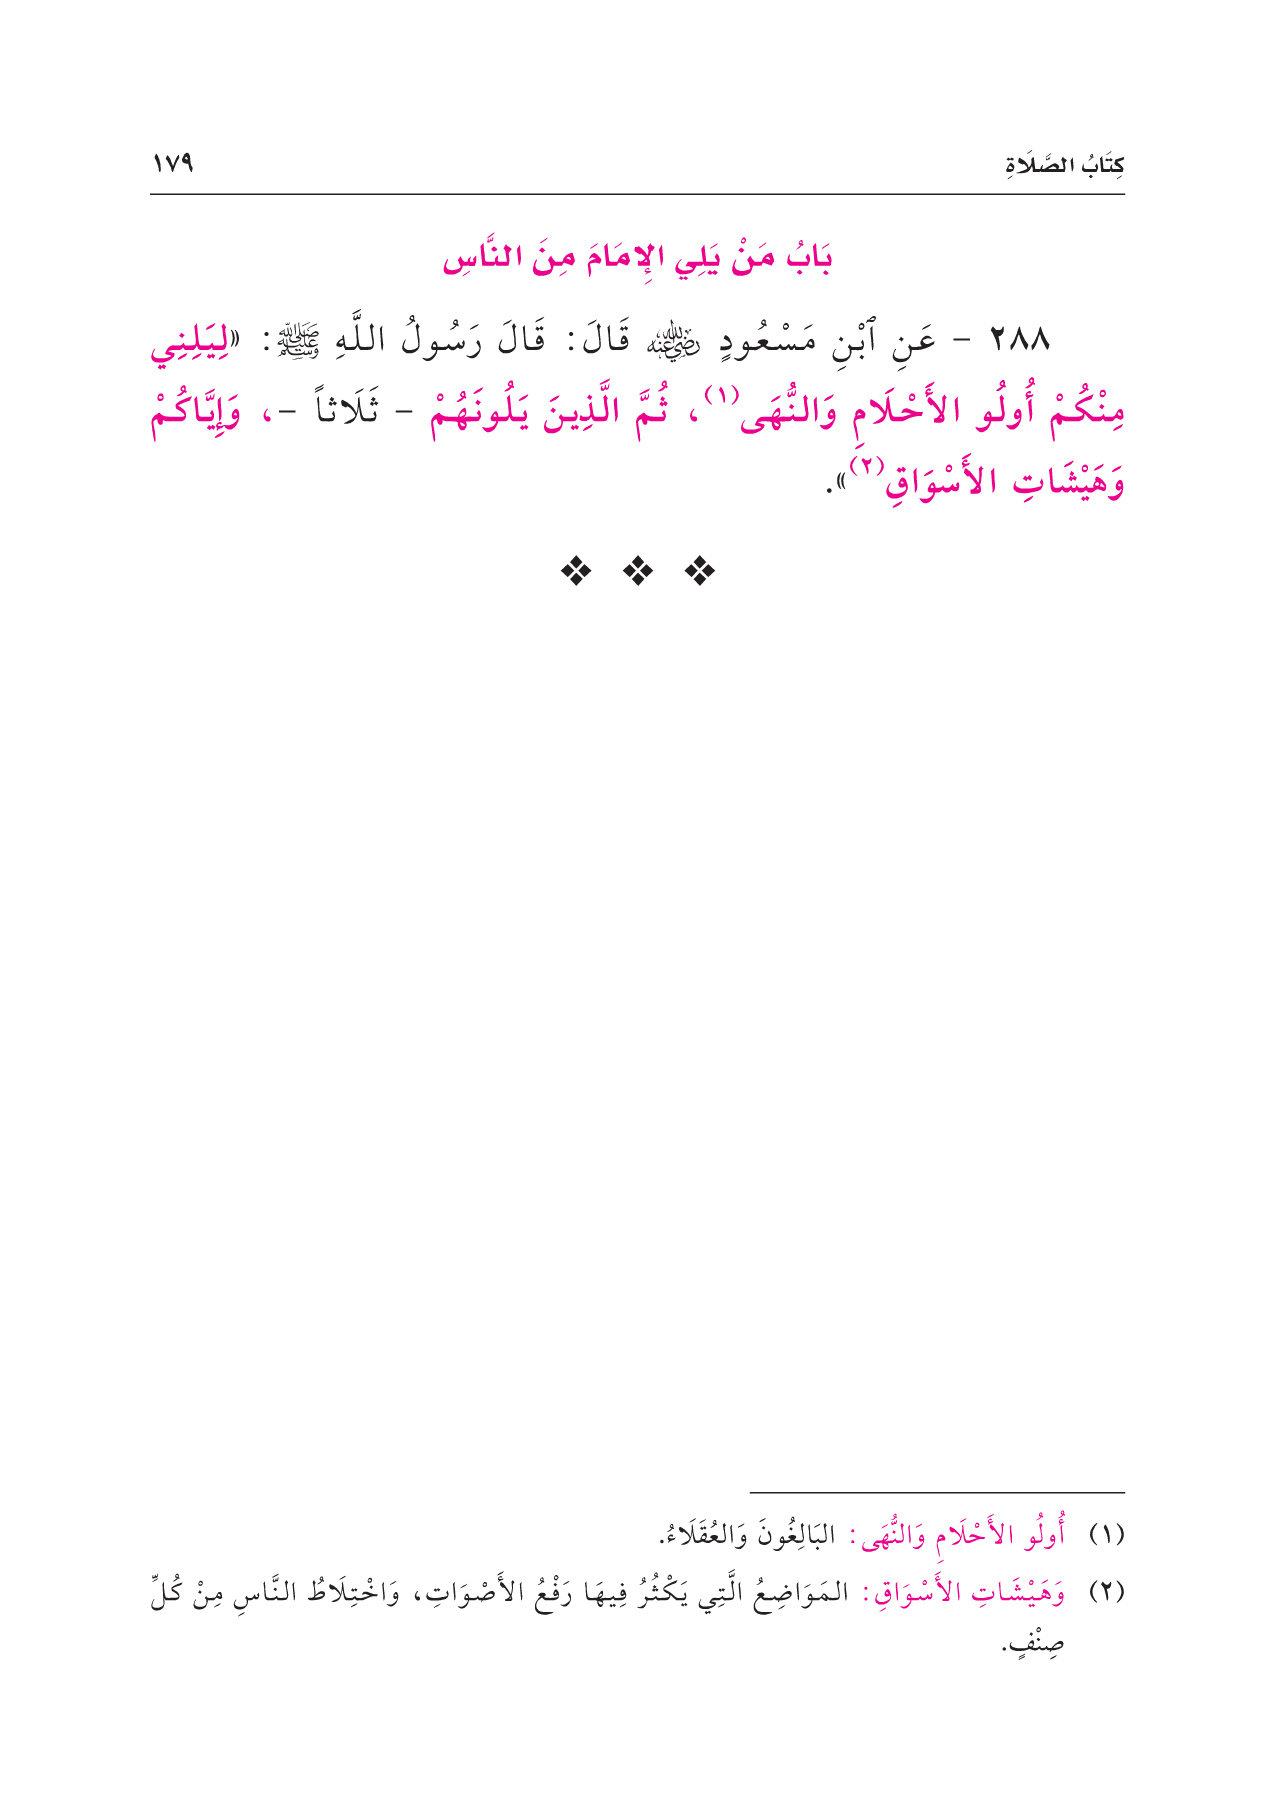 كِتَابُ الصَّلَاةِ ١٧٩
بَابُ مَنْ يَلِي الإِمَامَ مِنَ النَّاسِ
٢٨٨ - عَنِ ٱبْنِ مَسْعُودٍ رضي الله عنه قَالَ: قَالَ رَسُولُ اللَّهِ ﷺ: «لِيَلِنِي
مِنْكُمْ أُولُو الأَحْلَامِ وَالنُّهَى(١)، ثُمَّ الَّذِينَ يَلُونَهُمْ - ثَلَاثاً -، وَإِيَّاكُمْ
وَهَيْشَاتِ الأَسْوَاقِ(٢)».
(١) أُولُو الأَحْلَامِ وَالنُّهَى: البَالِغُونَ وَالعُقَلَاءُ.
(٢) وَهَيْشَاتِ الأَسْوَاقِ: المَوَاضِعُ الَّتِي يَكْثُرُ فِيهَا رَفْعُ الأَصْوَاتِ، وَاخْتِلَاطُ النَّاسِ مِنْ كُلِّ
صِنْفٍ.